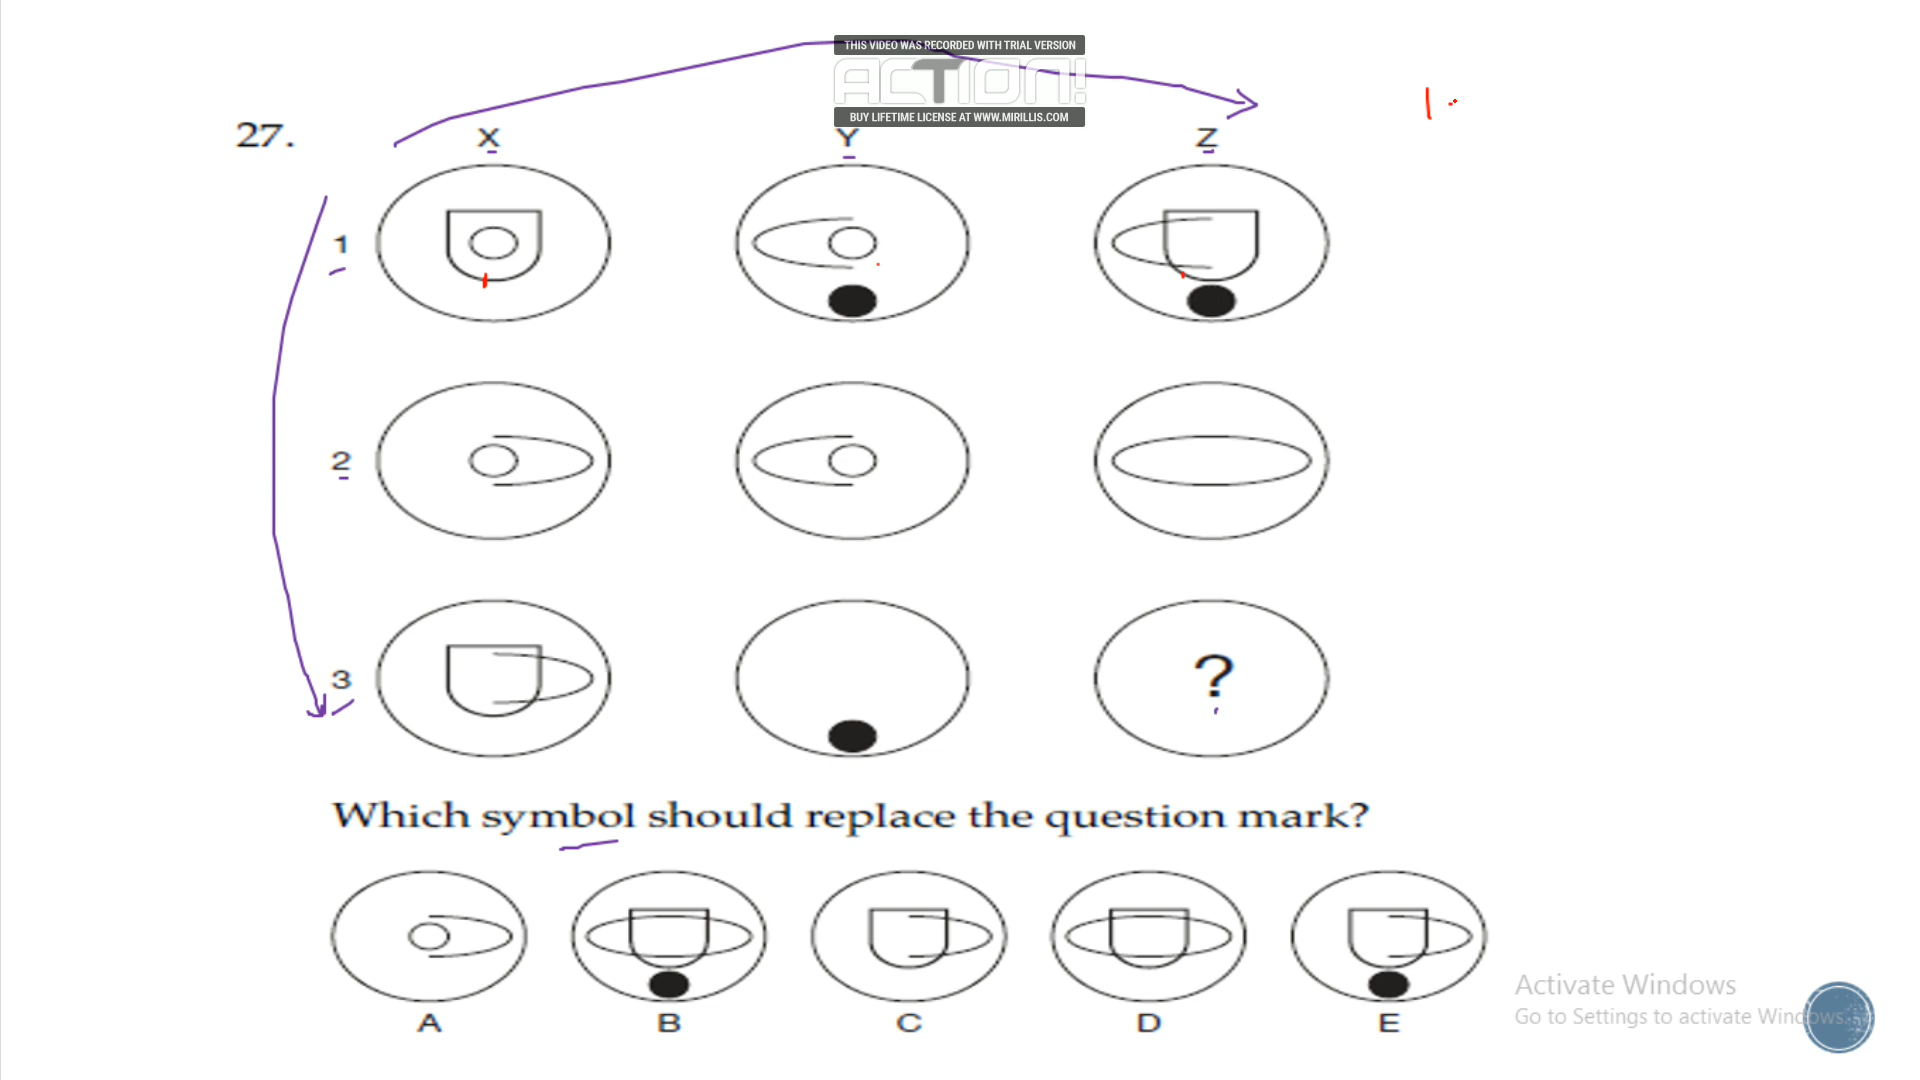 THIS VIDEO WAS RECORDED WITH TRIAL VERSION
ACTION!
BUY LIFETIME LICENSE AT WWW.MIRILLIS.COM
27.
X Y Z
1
2
3
?
Which symbol should replace the question mark?
A B C D E
Activate Windows
Go to Settings to activate Windows.